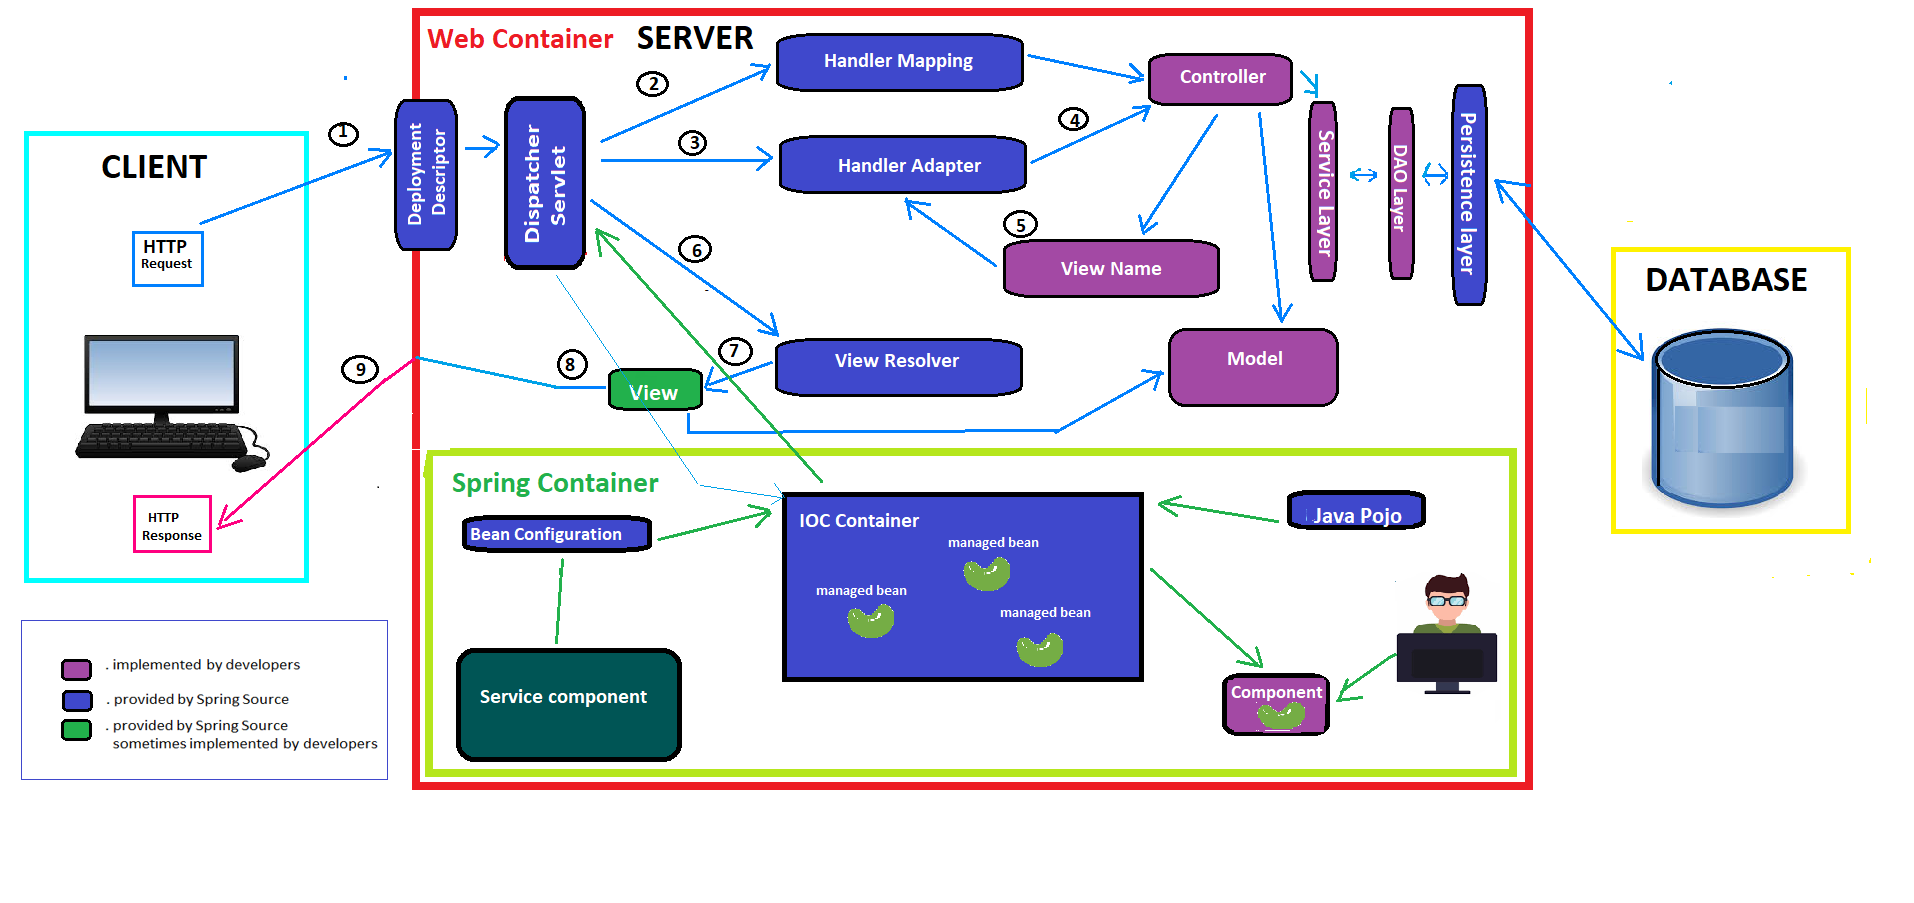 Web Container
SERVER
Handler Mapping
Controller
2
1
Deployment
Descriptor
Dispatcher
Servlet
3
4
Handler Adapter
Service Layer
DAO Layer
Persistence layer
CLIENT
HTTP
Request
5
6
View Name
DATABASE
7
8
9
View Resolver
Model
View
Spring Container
HTTP
Response
Bean Configuration
IOC Container
Java Pojo
managed bean
managed bean
managed bean
Service component
Component
. implemented by developers
. provided by Spring Source
. provided by Spring Source
sometimes implemented by developers